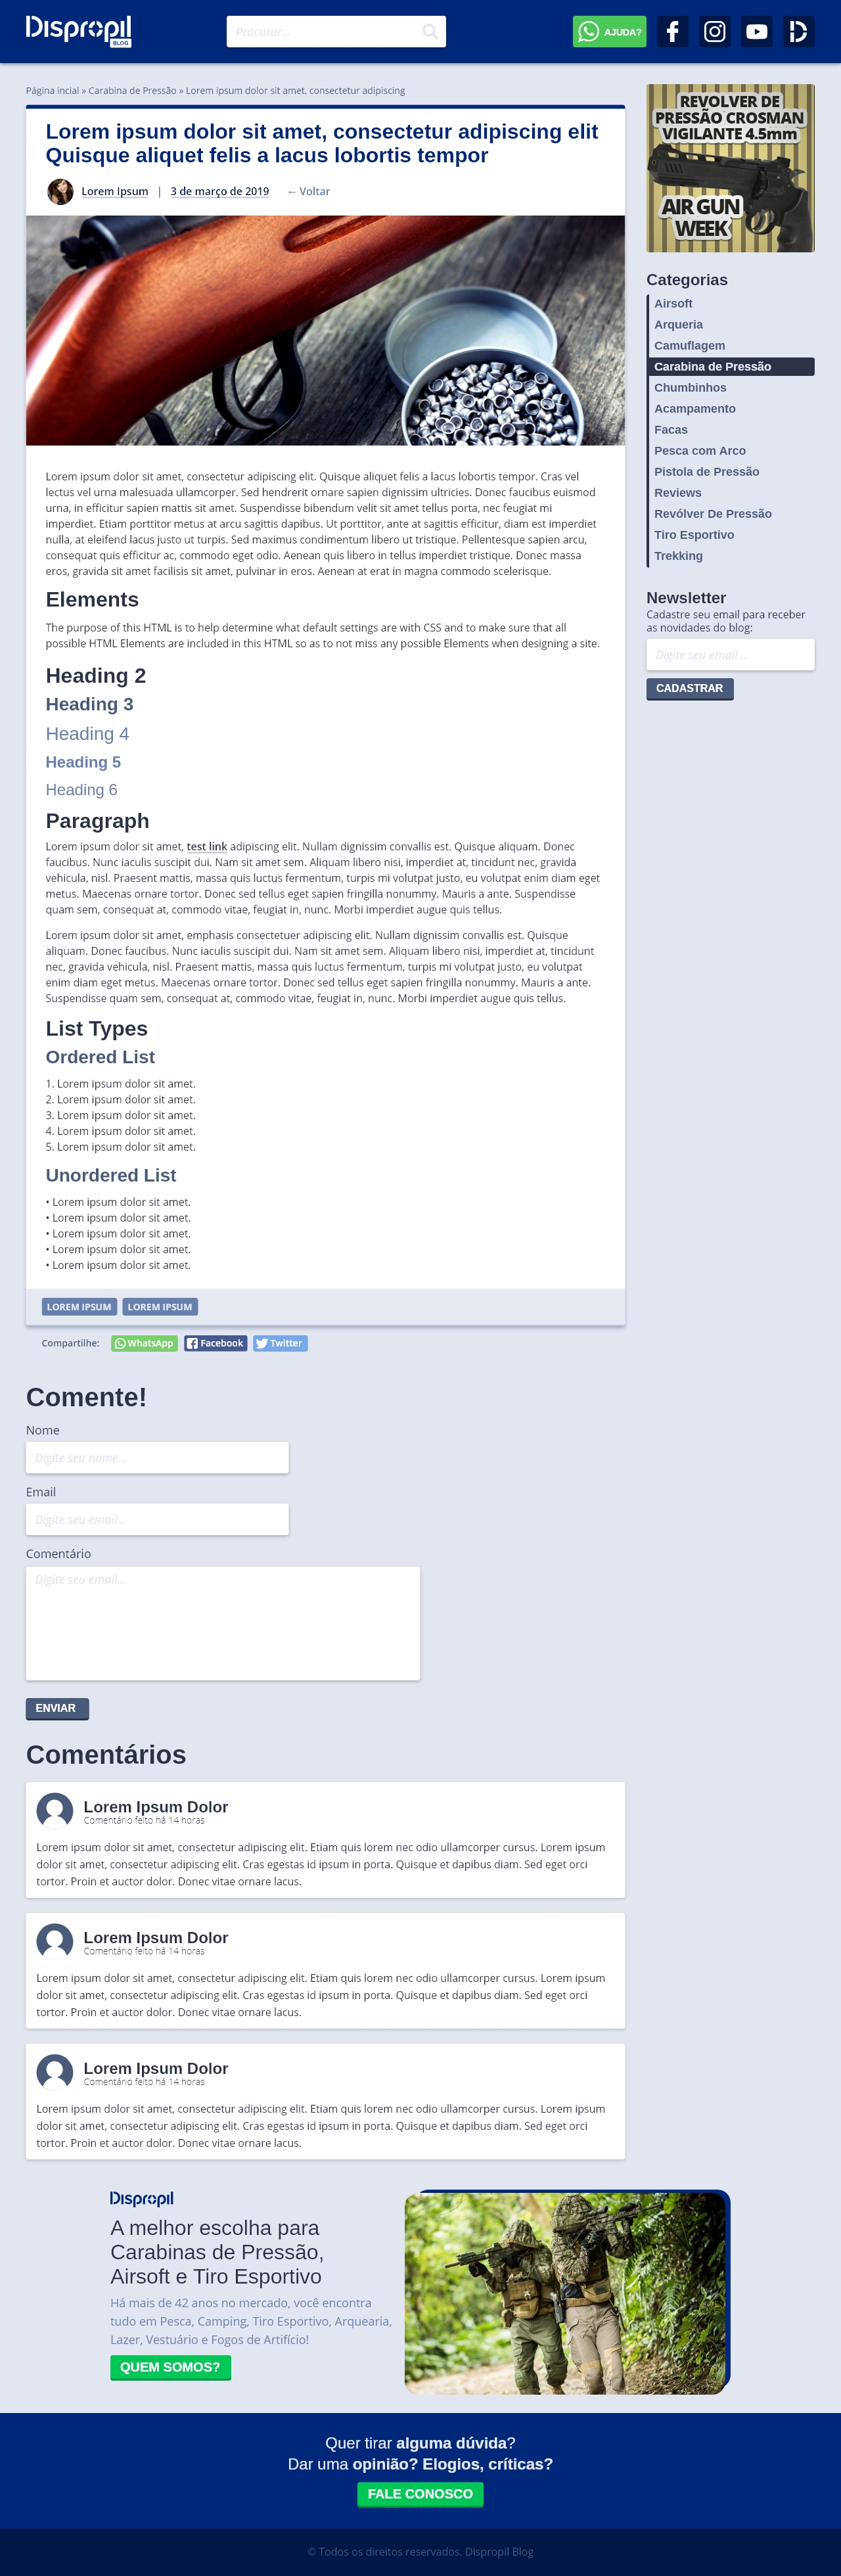 Dispropil
BLOG
Procurar...
AJUDA?
Página incial » Carabina de Pressão » Lorem ipsum dolor sit amet, consectetur adipiscing
Lorem ipsum dolor sit amet, consectetur adipiscing elit
Quisque aliquet felis a lacus lobortis tempor
Lorem Ipsum | 3 de março de 2019 ← Voltar
Lorem ipsum dolor sit amet, consectetur adipiscing elit. Quisque aliquet felis a lacus lobortis tempor. Cras vel
lectus vel urna malesuada ullamcorper. Sed hendrerit ornare sapien dignissim ultricies. Donec faucibus euismod
urna, in efficitur sapien mattis sit amet. Suspendisse bibendum velit sit amet tellus porta, nec feugiat mi
imperdiet. Etiam porttitor metus at arcu sagittis dapibus. Ut porttitor, ante at sagittis efficitur, diam est imperdiet
nulla, at eleifend lacus justo ut turpis. Sed maximus condimentum libero ut tristique. Pellentesque sapien arcu,
consequat quis efficitur ac, commodo eget odio. Aenean quis libero in tellus imperdiet tristique. Donec massa
eros, gravida sit amet facilisis sit amet, pulvinar in eros. Aenean at erat in magna commodo scelerisque.
Elements
The purpose of this HTML is to help determine what default settings are with CSS and to make sure that all
possible HTML Elements are included in this HTML so as to not miss any possible Elements when designing a site.
Heading 2
Heading 3
Heading 4
Heading 5
Heading 6
Paragraph
Lorem ipsum dolor sit amet, test link adipiscing elit. Nullam dignissim convallis est. Quisque aliquam. Donec
faucibus. Nunc iaculis suscipit dui. Nam sit amet sem. Aliquam libero nisi, imperdiet at, tincidunt nec, gravida
vehicula, nisl. Praesent mattis, massa quis luctus fermentum, turpis mi volutpat justo, eu volutpat enim diam eget
metus. Maecenas ornare tortor. Donec sed tellus eget sapien fringilla nonummy. Mauris a ante. Suspendisse
quam sem, consequat at, commodo vitae, feugiat in, nunc. Morbi imperdiet augue quis tellus.
Lorem ipsum dolor sit amet, emphasis consectetuer adipiscing elit. Nullam dignissim convallis est. Quisque
aliquam. Donec faucibus. Nunc iaculis suscipit dui. Nam sit amet sem. Aliquam libero nisi, imperdiet at, tincidunt
nec, gravida vehicula, nisl. Praesent mattis, massa quis luctus fermentum, turpis mi volutpat justo, eu volutpat
enim diam eget metus. Maecenas ornare tortor. Donec sed tellus eget sapien fringilla nonummy. Mauris a ante.
Suspendisse quam sem, consequat at, commodo vitae, feugiat in, nunc. Morbi imperdiet augue quis tellus.
List Types
Ordered List
1. Lorem ipsum dolor sit amet.
2. Lorem ipsum dolor sit amet.
3. Lorem ipsum dolor sit amet.
4. Lorem ipsum dolor sit amet.
5. Lorem ipsum dolor sit amet.
Unordered List
• Lorem ipsum dolor sit amet.
• Lorem ipsum dolor sit amet.
• Lorem ipsum dolor sit amet.
• Lorem ipsum dolor sit amet.
• Lorem ipsum dolor sit amet.
LOREM IPSUM LOREM IPSUM
Compartilhe: WhatsApp Facebook Twitter
REVOLVER DE
PRESSÃO CROSMAN
VIGILANTE 4.5mm
AIR GUN
WEEK
Categorias
Airsoft
Arqueria
Camuflagem
Carabina de Pressão
Chumbinhos
Acampamento
Facas
Pesca com Arco
Pistola de Pressão
Reviews
Revólver De Pressão
Tiro Esportivo
Trekking
Newsletter
Cadastre seu email para receber
as novidades do blog:
Digite seu email...
CADASTRAR
Comente!
Nome
Digite seu nome...
Email
Digite seu email...
Comentário
Digite seu email...
ENVIAR
Comentários
Lorem Ipsum Dolor
Comentário feito há 14 horas
Lorem ipsum dolor sit amet, consectetur adipiscing elit. Etiam quis lorem nec odio ullamcorper cursus. Lorem ipsum
dolor sit amet, consectetur adipiscing elit. Cras egestas id ipsum in porta. Quisque et dapibus diam. Sed eget orci
tortor. Proin et auctor dolor. Donec vitae ornare lacus.
Lorem Ipsum Dolor
Comentário feito há 14 horas
Lorem ipsum dolor sit amet, consectetur adipiscing elit. Etiam quis lorem nec odio ullamcorper cursus. Lorem ipsum
dolor sit amet, consectetur adipiscing elit. Cras egestas id ipsum in porta. Quisque et dapibus diam. Sed eget orci
tortor. Proin et auctor dolor. Donec vitae ornare lacus.
Lorem Ipsum Dolor
Comentário feito há 14 horas
Lorem ipsum dolor sit amet, consectetur adipiscing elit. Etiam quis lorem nec odio ullamcorper cursus. Lorem ipsum
dolor sit amet, consectetur adipiscing elit. Cras egestas id ipsum in porta. Quisque et dapibus diam. Sed eget orci
tortor. Proin et auctor dolor. Donec vitae ornare lacus.
Dispropil
A melhor escolha para
Carabinas de Pressão,
Airsoft e Tiro Esportivo
Há mais de 42 anos no mercado, você encontra
tudo em Pesca, Camping, Tiro Esportivo, Arquearia,
Lazer, Vestuário e Fogos de Artifício!
QUEM SOMOS?
Quer tirar alguma dúvida?
Dar uma opinião? Elogios, críticas?
FALE CONOSCO
© Todos os direitos reservados. Dispropil Blog